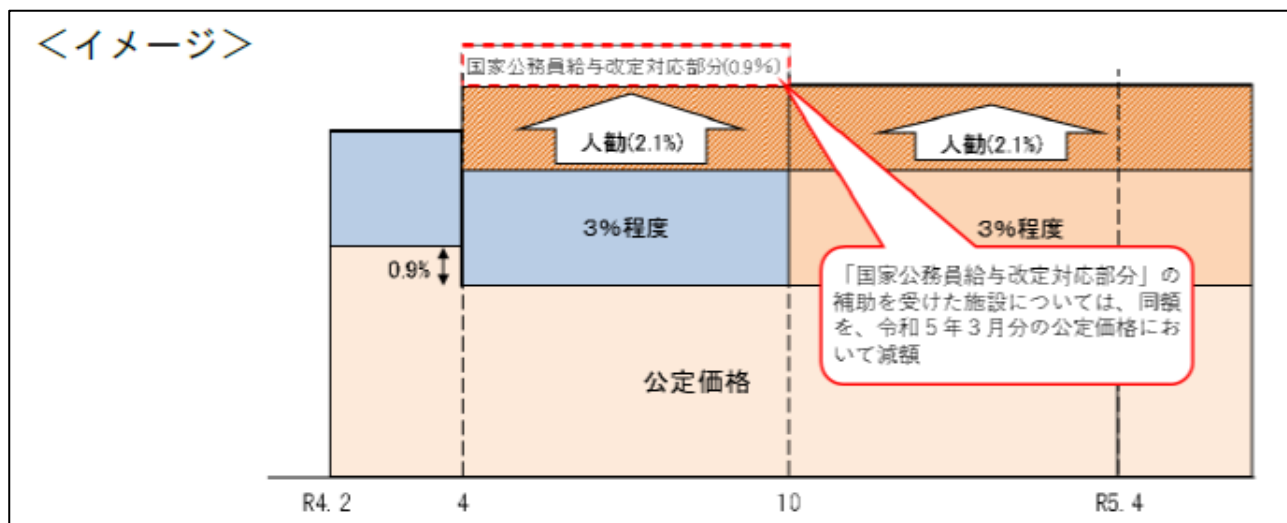 ＜イメージ＞
国家公務員給与改定対応部分(0.9%)
人勧(2.1%)
人勧(2.1%)
3%程度
3%程度
0.9%
「国家公務員給与改定対応部分」の
補助を受けた施設については、同額
を、令和５年３月分の公定価格にお
いて減額
公定価格
R4. 2
4
10
R5. 4